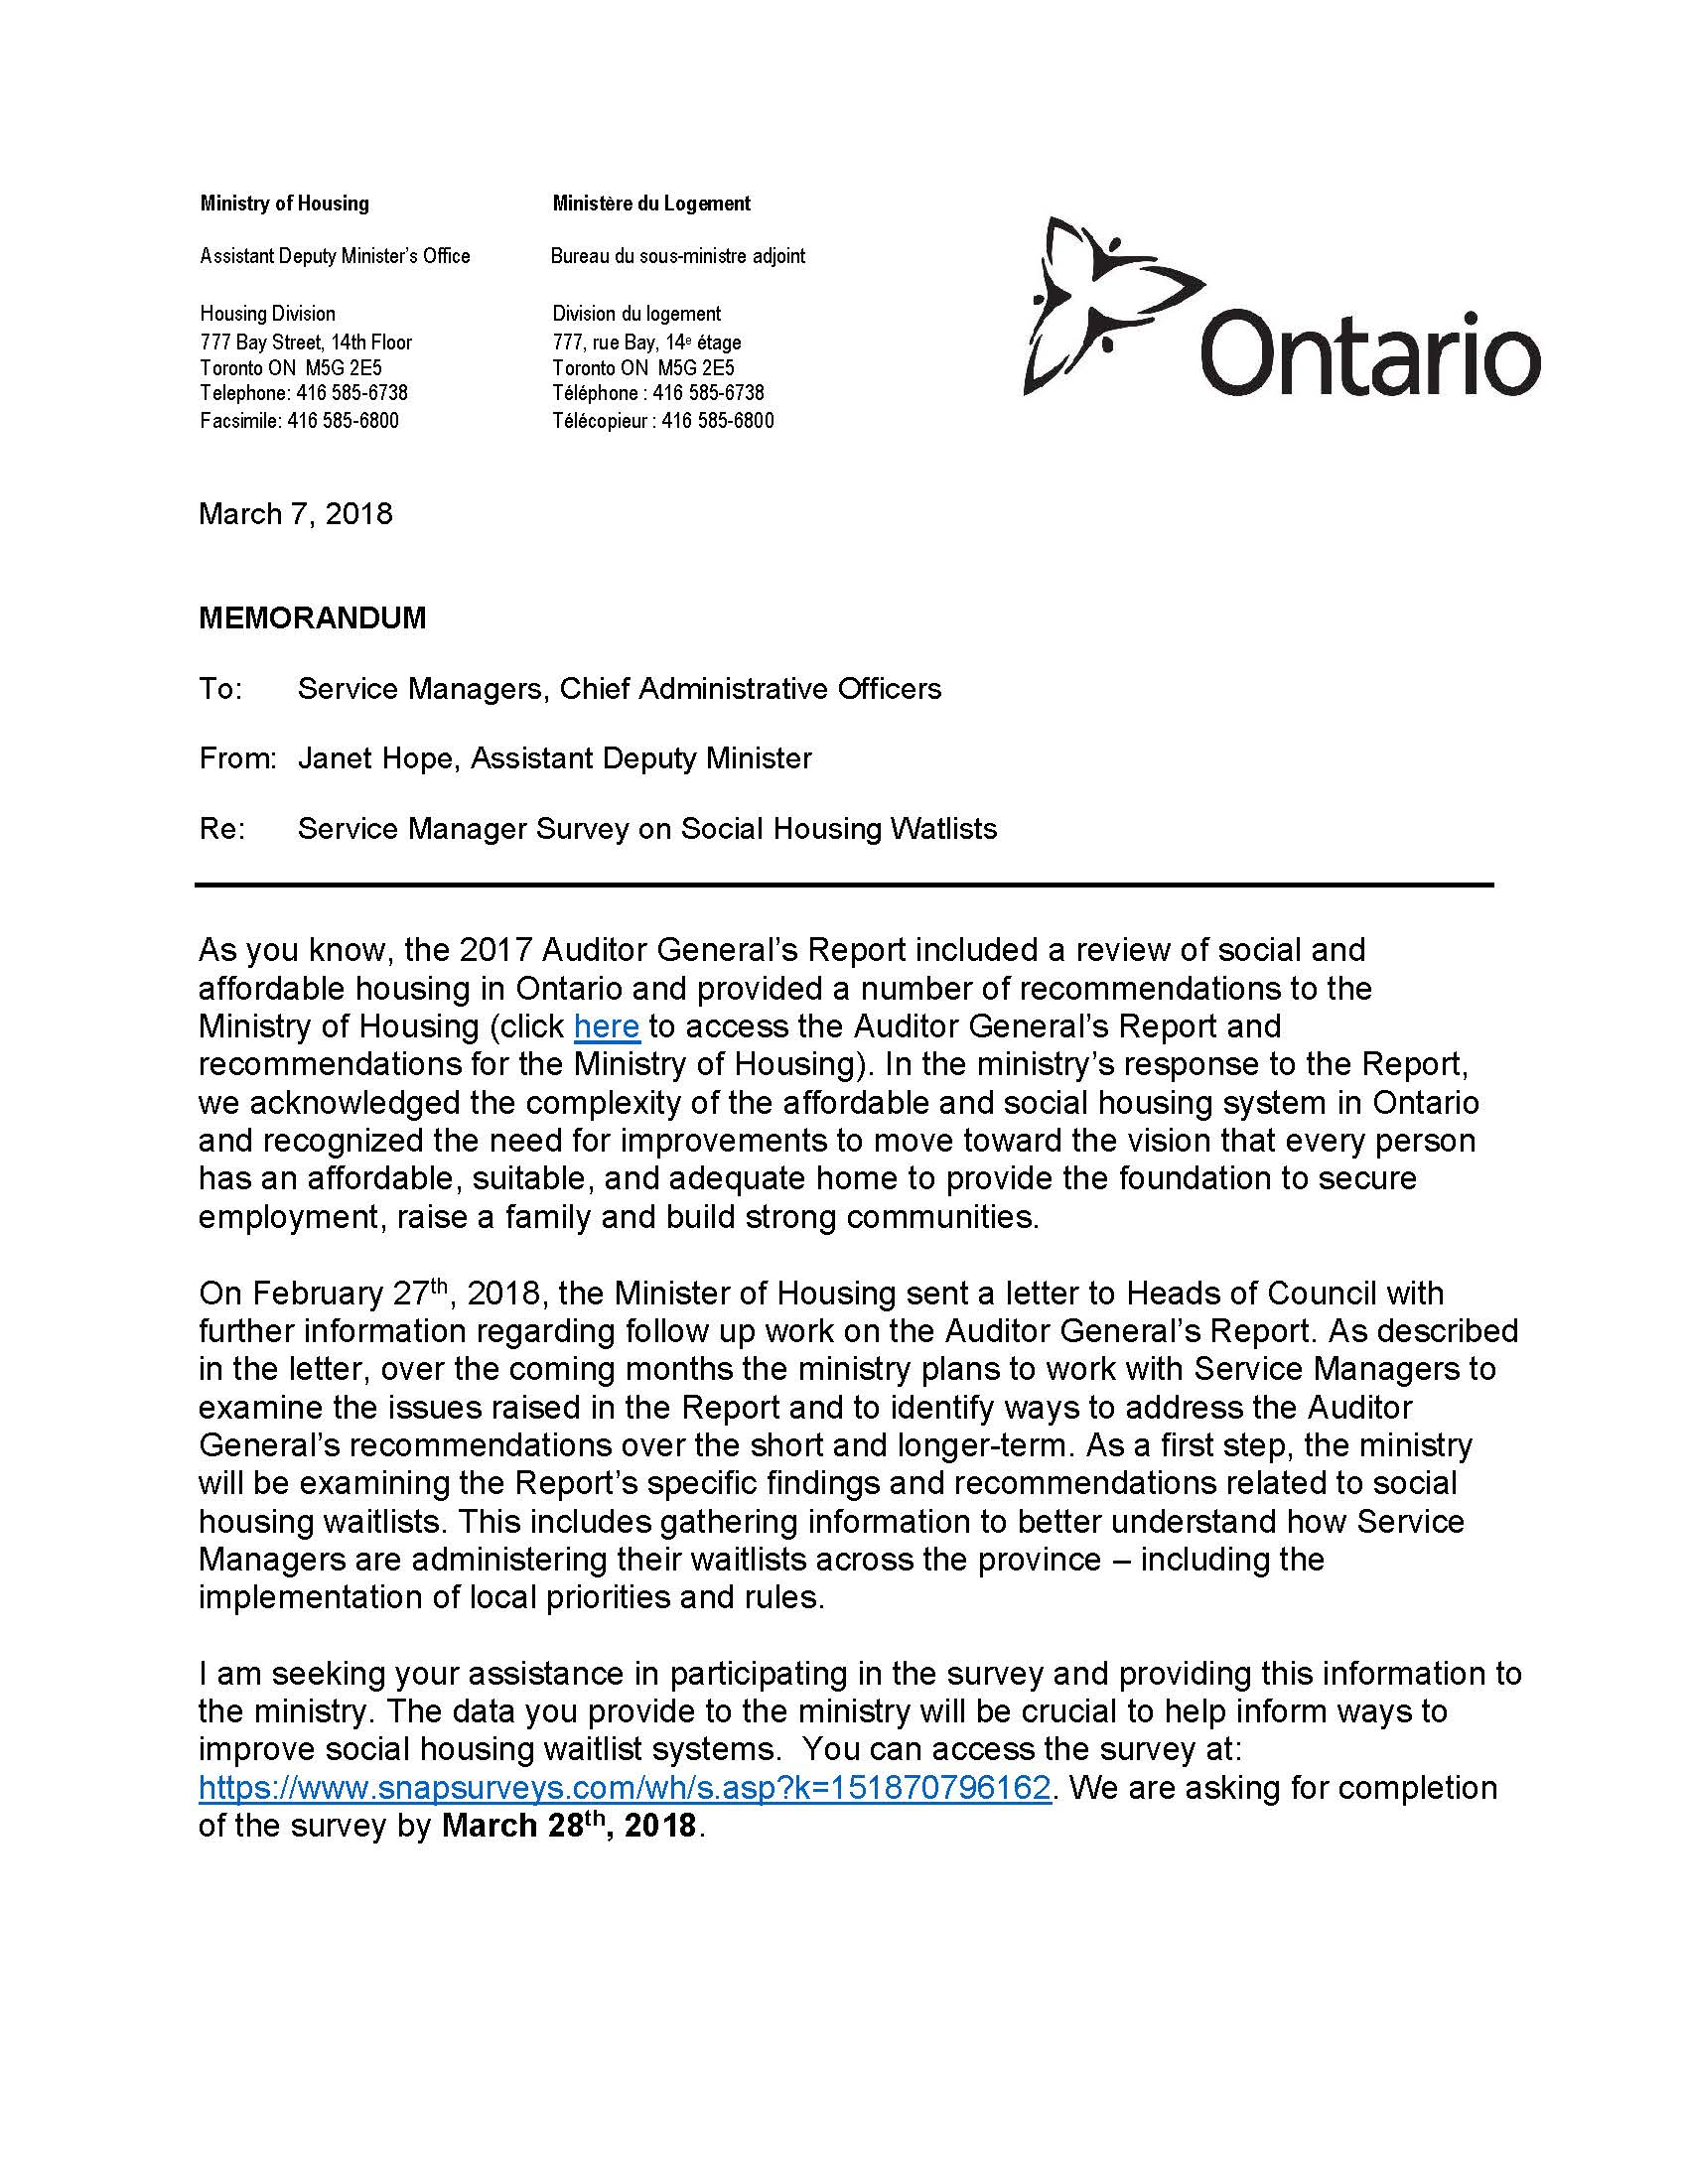 Ministry of Housing
Assistant Deputy Minister's Office
Housing Division
777 Bay Street, 14th Floor
Toronto ON M5G 2E5
Telephone: 416 585-6738
Facsimile: 416 585-6800
Ministère du Logement
Bureau du sous-ministre adjoint
Division du logement
777, rue Bay, 14e étage
Toronto ON M5G 2E5
Téléphone : 416 585-6738
Télécopieur : 416 585-6800
Ontario
March 7, 2018
MEMORANDUM
To: Service Managers, Chief Administrative Officers
From: Janet Hope, Assistant Deputy Minister
Re: Service Manager Survey on Social Housing Watlists
As you know, the 2017 Auditor General's Report included a review of social and
affordable housing in Ontario and provided a number of recommendations to the
Ministry of Housing (click here to access the Auditor General's Report and
recommendations for the Ministry of Housing). In the ministry's response to the Report,
we acknowledged the complexity of the affordable and social housing system in Ontario
and recognized the need for improvements to move toward the vision that every person
has an affordable, suitable, and adequate home to provide the foundation to secure
employment, raise a family and build strong communities.
On February 27th, 2018, the Minister of Housing sent a letter to Heads of Council with
further information regarding follow up work on the Auditor General's Report. As described
in the letter, over the coming months the ministry plans to work with Service Managers to
examine the issues raised in the Report and to identify ways to address the Auditor
General's recommendations over the short and longer-term. As a first step, the ministry
will be examining the Report's specific findings and recommendations related to social
housing waitlists. This includes gathering information to better understand how Service
Managers are administering their waitlists across the province – including the
implementation of local priorities and rules.
I am seeking your assistance in participating in the survey and providing this information to
the ministry. The data you provide to the ministry will be crucial to help inform ways to
improve social housing waitlist systems.  You can access the survey at:
https://www.snapsurveys.com/wh/s.asp?k=151870796162. We are asking for completion
of the survey by March 28th, 2018.